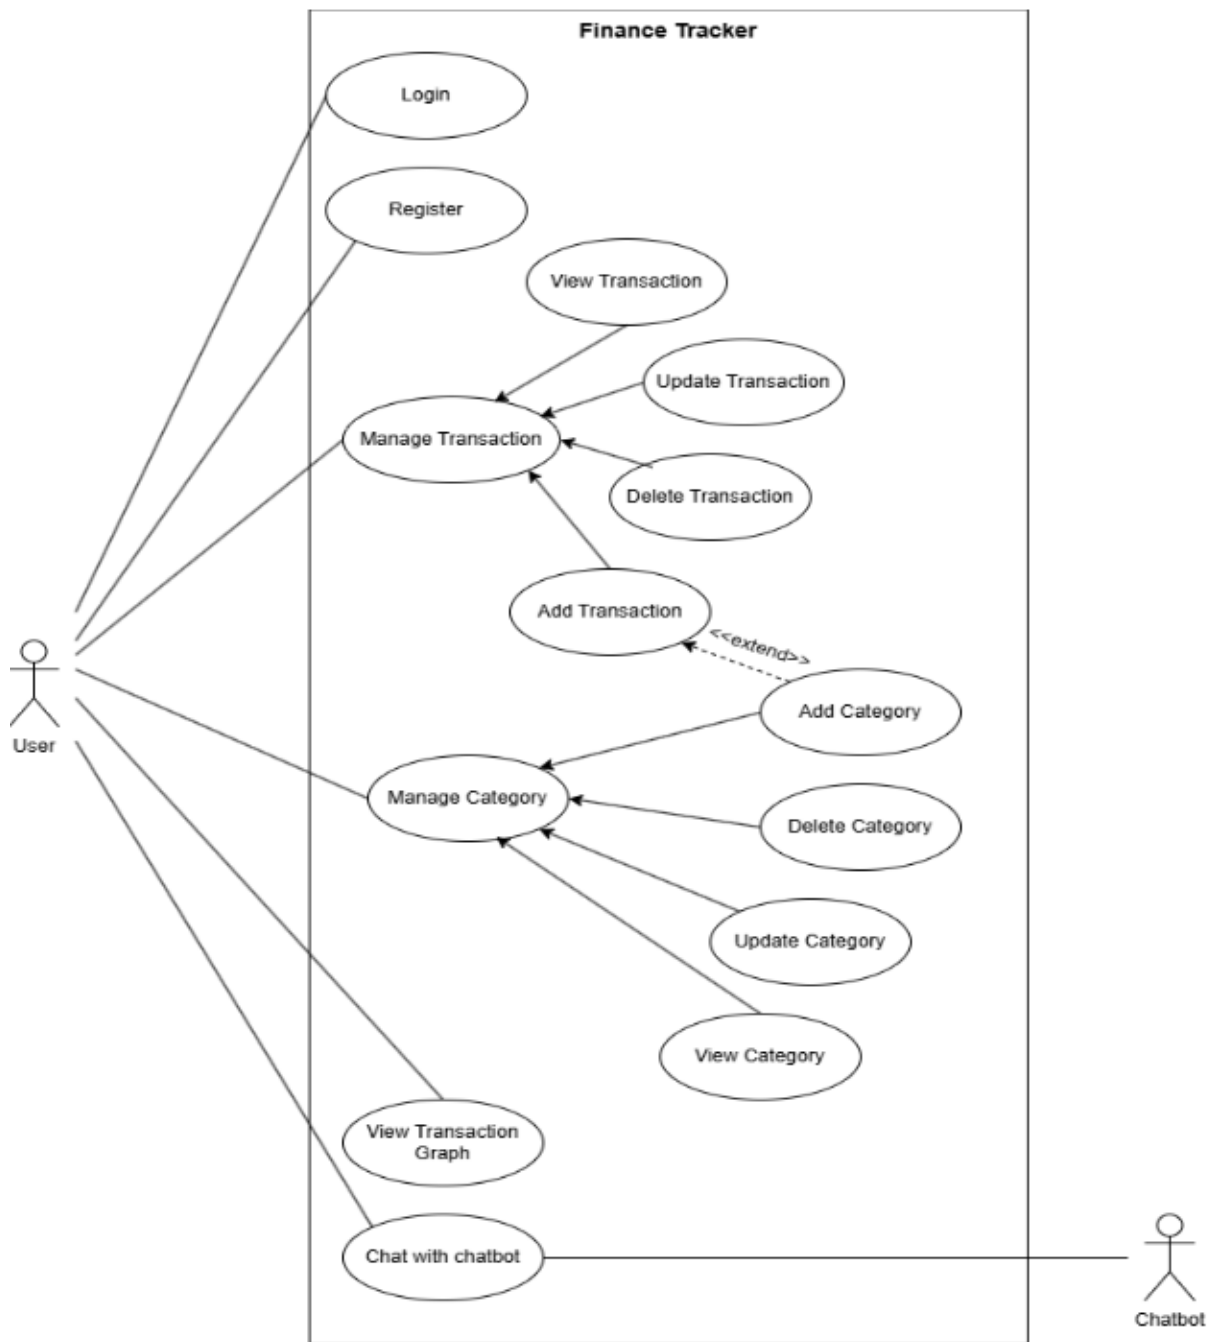 Finance Tracker
Login
Register
View Transaction
Update Transaction
Manage Transaction
Delete Transaction
Add Transaction
<<extend>>
Add Category
User
Manage Category
Delete Category
Update Category
View Category
View Transaction
Graph
Chat with chatbot
Chatbot